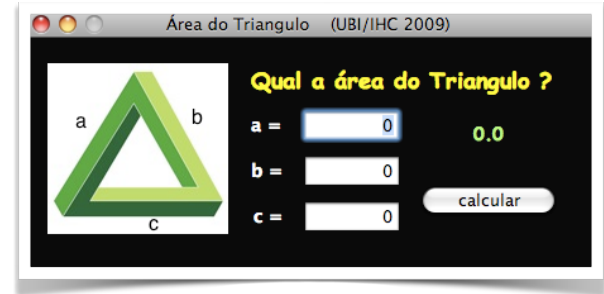 Área do Triangulo (UBI/IHC 2009)
Qual a área do Triangulo ?
a
b
c
a = 0
b = 0
c = 0
0.0
calcular